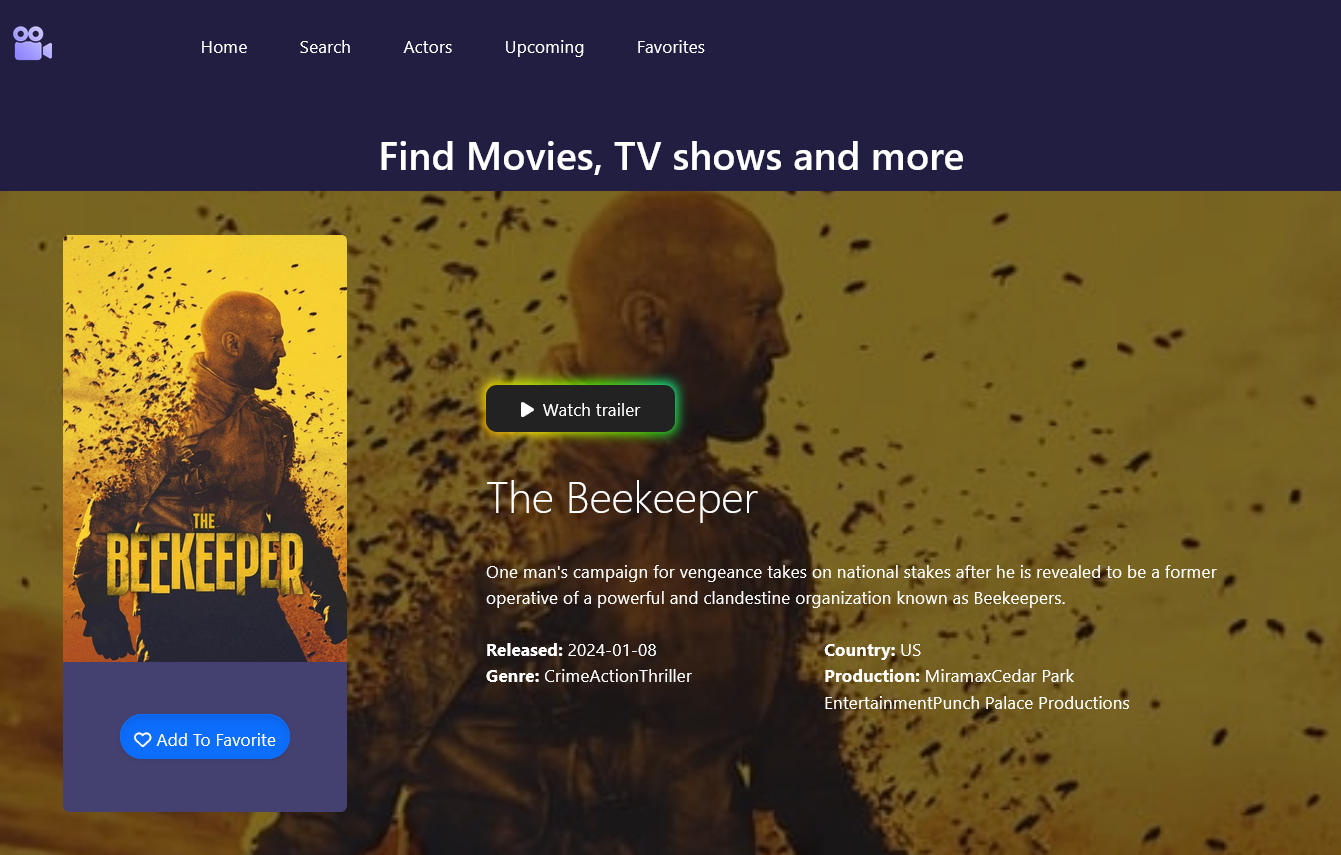 Home Search Actors Upcoming Favorites
Find Movies, TV shows and more
THE
BEEKEEPER
Add To Favorite
Watch trailer
The Beekeeper
One man's campaign for vengeance takes on national stakes after he is revealed to be a former
operative of a powerful and clandestine organization known as Beekeepers.
Released: 2024-01-08
Genre: CrimeActionThriller
Country: US
Production: MiramaxCedar Park
EntertainmentPunch Palace Productions